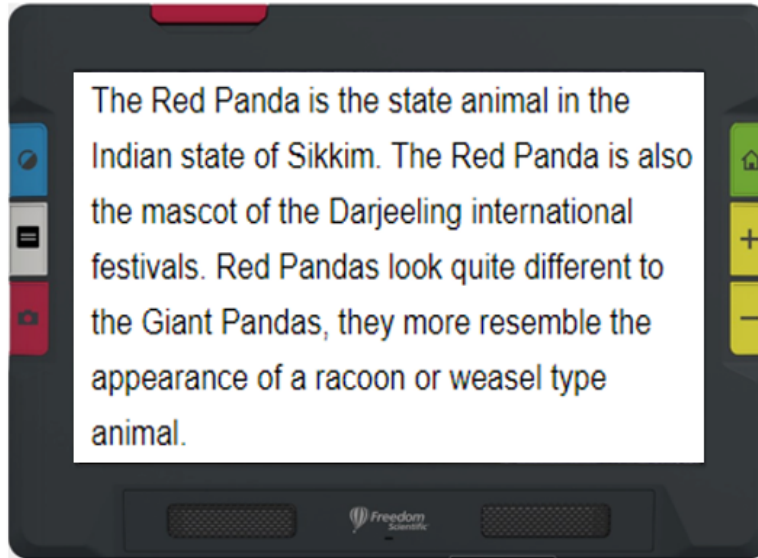 The Red Panda is the state animal in the
Indian state of Sikkim. The Red Panda is also
the mascot of the Darjeeling international
festivals. Red Pandas look quite different to
the Giant Pandas, they more resemble the
appearance of a racoon or weasel type
animal.
Freedom
Scientific